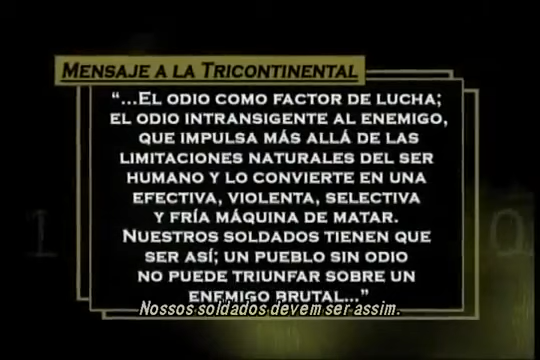 MENSAJE A LA TRICONTINENTAL
“...EL ODIO COMO FACTOR DE LUCHA;
EL ODIO INTRANSIGENTE AL ENEMIGO,
QUE IMPULSA MÁS ALLÁ DE LAS
LIMITACIONES NATURALES DEL SER
HUMANO Y LO CONVIERTE EN UNA
EFECTIVA, VIOLENTA, SELECTIVA
Y FRÍA MÁQUINA DE MATAR.
NUESTROS SOLDADOS TIENEN QUE
SER ASÍ; UN PUEBLO SIN ODIO
NO PUEDE TRIUNFAR SOBRE UN
ENEMIGO BRUTAL...”
Nossos soldados devem ser assim.